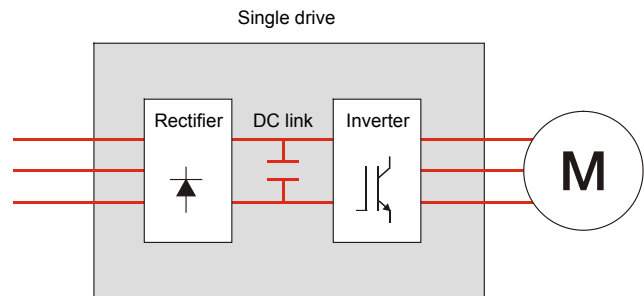 Single drive
Rectifier
DC link
Inverter
M